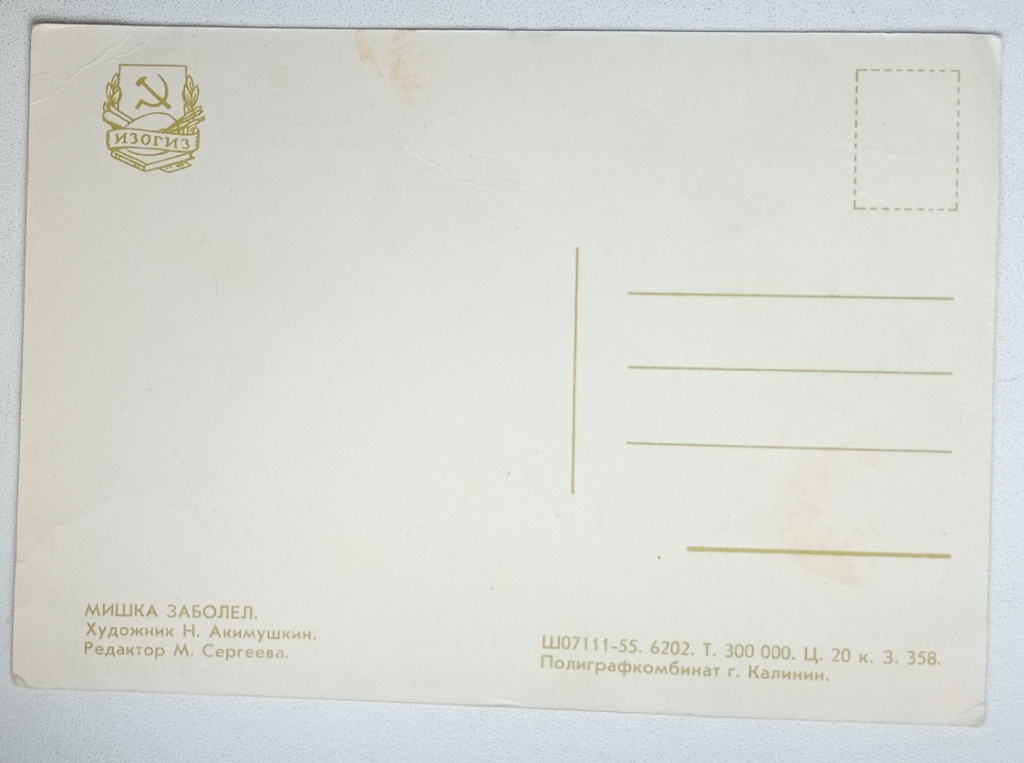 ИЗОГИЗ
МИШКА ЗАБОЛЕЛ.
Художник Н. Акимушкин.
Редактор М. Сергеева.
Ш07111-55. 6202. Т. 300 000. Ц. 20 к. З. 358.
Полиграфкомбинат г. Калинин.